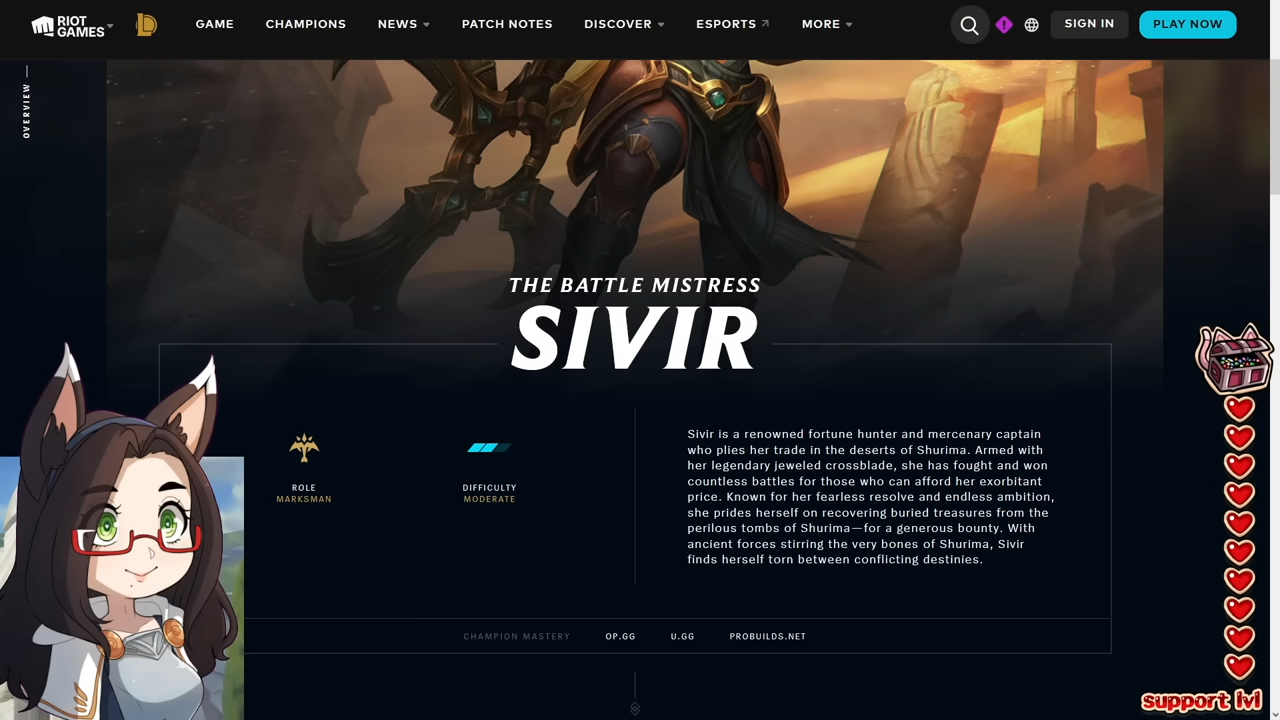 RIOT
GAMES
GAME
CHAMPIONS
NEWS
PATCH NOTES
DISCOVER
ESPORTS
MORE
SIGN IN
PLAY NOW
OVERVIEW
THE BATTLE MISTRESS
SIVIR
ROLE
MARKSMAN
DIFFICULTY
MODERATE
Sivir is a renowned fortune hunter and mercenary captain
who plies her trade in the deserts of Shurima. Armed with
her legendary jeweled crossblade, she has fought and won
countless battles for those who can afford her exorbitant
price. Known for her fearless resolve and endless ambition,
she prides herself on recovering buried treasures from the
perilous tombs of Shurima—for a generous bounty. With
ancient forces stirring the very bones of Shurima, Sivir
finds herself torn between conflicting destinies.
CHAMPION MASTERY
OP.GG
U.GG
PROBUILDS.NET
support lvl